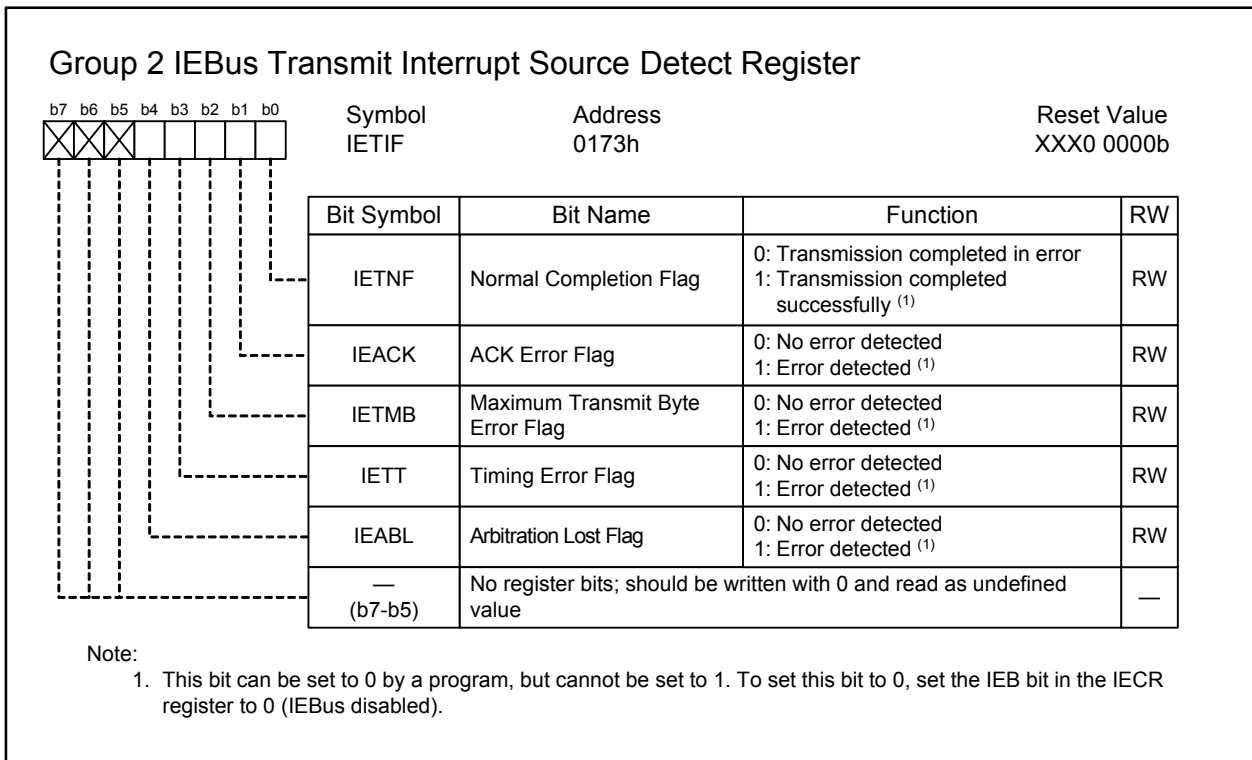 Group 2 IEBus Transmit Interrupt Source Detect Register
b7 b6 b5 b4 b3 b2 b1 b0
Symbol Address Reset Value
IETIF 0173h XXX0 0000b
Bit Symbol Bit Name Function RW
IETNF Normal Completion Flag 0: Transmission completed in error
1: Transmission completed
successfully (1) RW
IEACK ACK Error Flag 0: No error detected
1: Error detected (1) RW
IETMB Maximum Transmit Byte
Error Flag 0: No error detected
1: Error detected (1) RW
IETT Timing Error Flag 0: No error detected
1: Error detected (1) RW
IEABL Arbitration Lost Flag 0: No error detected
1: Error detected (1) RW
—
(b7-b5) No register bits; should be written with 0 and read as undefined
value —
Note:
1. This bit can be set to 0 by a program, but cannot be set to 1. To set this bit to 0, set the IEB bit in the IECR
register to 0 (IEBus disabled).